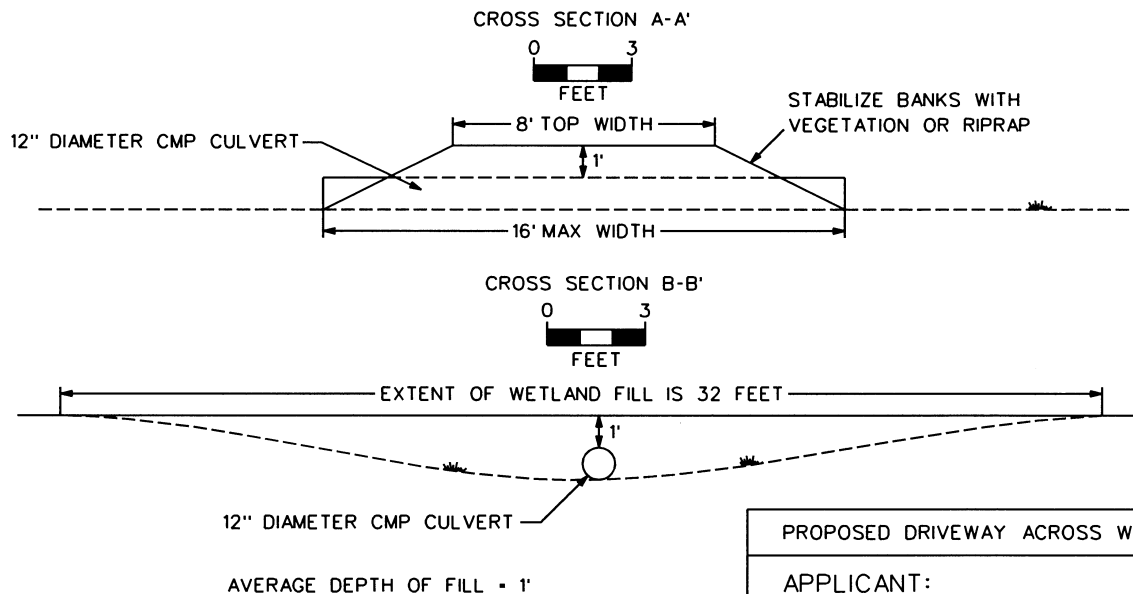 CROSS SECTION A-A'
0 3
FEET
STABILIZE BANKS WITH
VEGETATION OR RIPRAP
8' TOP WIDTH
12" DIAMETER CMP CULVERT
1'
16' MAX WIDTH
CROSS SECTION B-B'
0 3
FEET
EXTENT OF WETLAND FILL IS 32 FEET
1'
12" DIAMETER CMP CULVERT
PROPOSED DRIVEWAY ACROSS W
AVERAGE DEPTH OF FILL = 1'
APPLICANT: